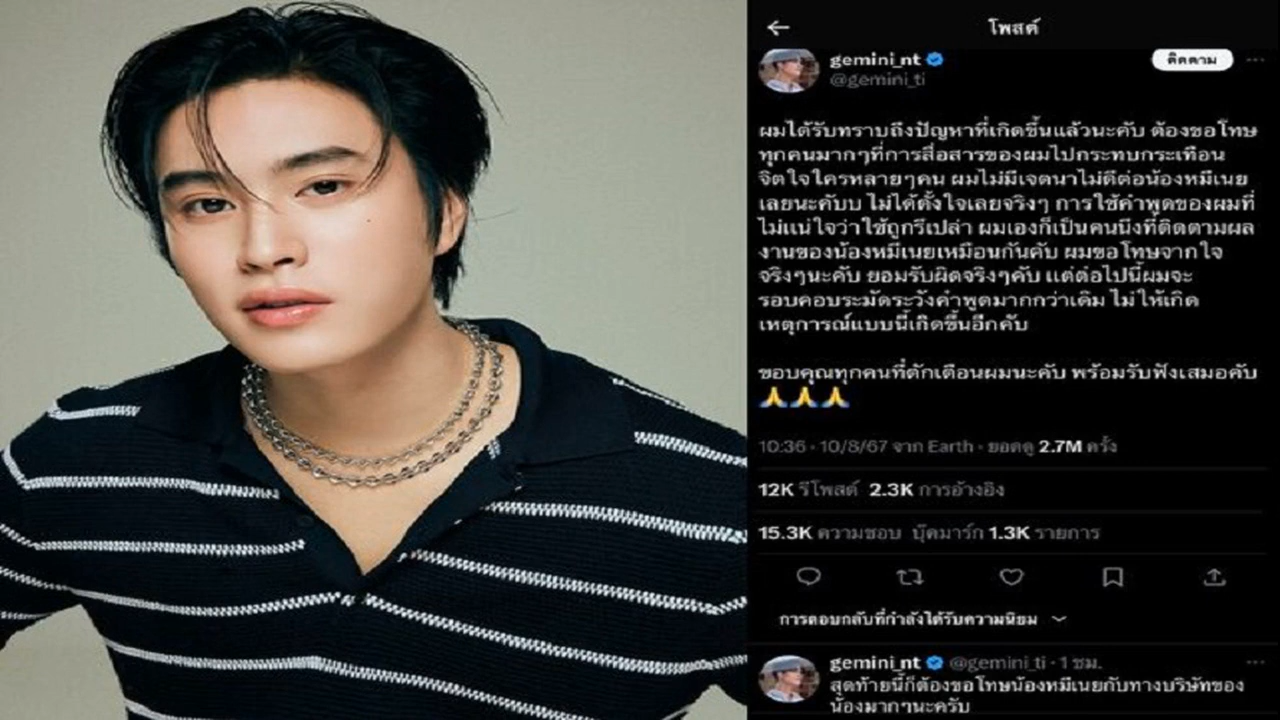 โพสต์
gemini_nt
ติดตาม
@gemini_ti
ผมได้รับทราบถึงปัญหาที่เกิดขึ้นแล้วนะคับ ต้องขอโทษ
ทุกคนมากๆที่การสื่อสารของผมไปกระทบกระเทือน
จิตใจใครหลายๆคน ผมไม่มีเจตนาไม่ดีต่อน้องหมีเนย
เลยนะคับบ ไม่ได้ตั้งใจเลยจริงๆ การใช้คำพูดของผมที่
ไม่แน่ใจว่าใช้ถูกรึเปล่า ผมเองก็เป็นคนนึงที่ติดตามผล
งานของน้องหมีเนยเหมือนกันคับ ผมขอโทษจากใจ
จริงๆนะคับ ยอมรับผิดจริงๆคับ แต่ต่อไปนี้ผมจะ
รอบคอบระมัดระวังคำพูดมากกว่าเดิม ไม่ให้เกิด
เหตุการณ์แบบนี้เกิดขึ้นอีกคับ
ขอบคุณทุกคนที่ตักเตือนผมนะคับ พร้อมรับฟังเสมอคับ
🙏🙏🙏
10:36 · 10/8/67 จาก Earth · ยอดดู 2.7M ครั้ง
12K รีโพสต์ 2.3K การอ้างอิง
15.3K ความชอบ บุ๊คมาร์ก 1.3K รายการ
การตอบกลับที่กำลังได้รับความนิยม
gemini_nt @gemini_ti · 1 ชม.
สุดท้ายนี้ก็ต้องขอโทษน้องหมีเนยกับทางบริษัทของ
น้องมากๆนะครับ